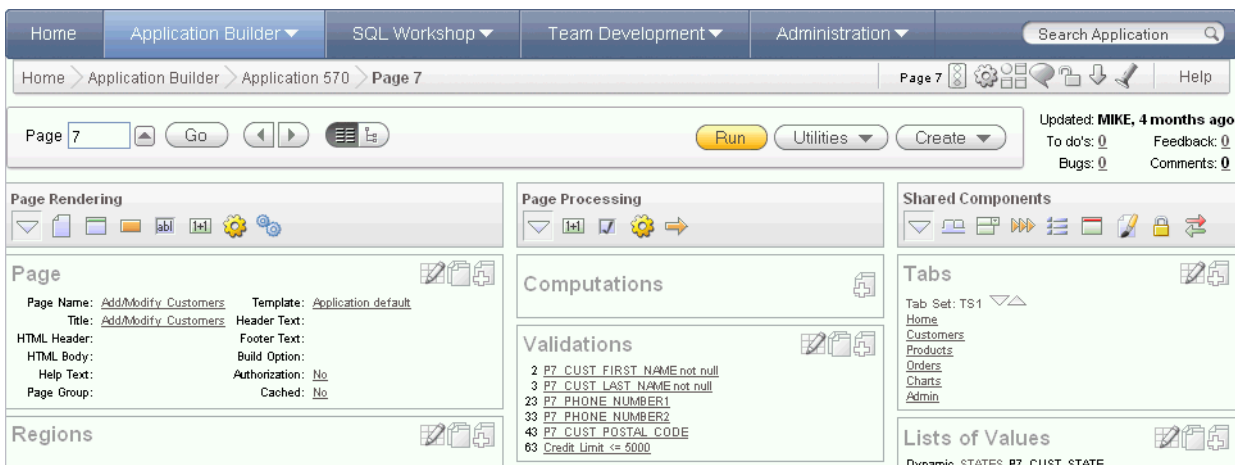 Home Application Builder SQL Workshop Team Development Administration Search Application
Home Application Builder Application 570 Page 7 Page 7 Help
Page 7 Go Run Utilities Create
Updated: MIKE, 4 months ago
To do's: 0 Feedback: 0
Bugs: 0 Comments: 0
Page Rendering
Page
Page Name: Add/Modify Customers Template: Application default
Title: Add/Modify Customers Header Text:
HTML Header: Footer Text:
HTML Body: Build Option:
Help Text: Authorization: No
Page Group: Cached: No
Regions
Page Processing
Computations
Validations
2 P7_CUST_FIRST_NAME not null
3 P7_CUST_LAST_NAME not null
23 P7_PHONE_NUMBER1
33 P7_PHONE_NUMBER2
43 P7_CUST_POSTAL_CODE
63 Credit Limit <= 5000
Shared Components
Tabs
Tab Set: TS1
Home
Customers
Products
Orders
Charts
Admin
Lists of Values
Dynamic STATES P7_CUST_STATE